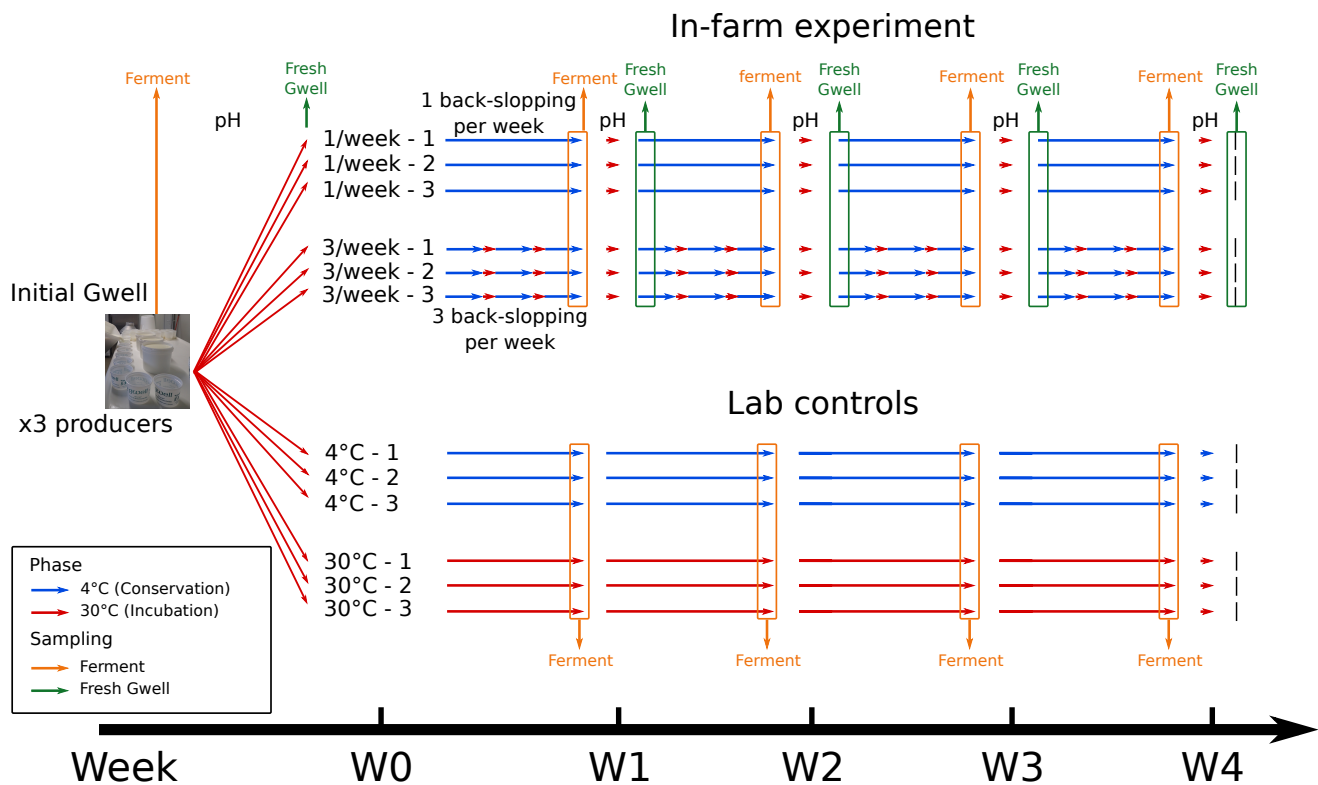 In-farm experiment
Ferment
Fresh
Gwell
Ferment
Fresh
Gwell
ferment
Fresh
Gwell
Ferment
Fresh
Gwell
Ferment
Fresh
Gwell
pH
1 back-slopping
per week
pH
pH
pH
pH
1/week - 1
1/week - 2
1/week - 3
3/week - 1
3/week - 2
3/week - 3
3 back-slopping
per week
Initial Gwell
x3 producers
Lab controls
4°C - 1
4°C - 2
4°C - 3
30°C - 1
30°C - 2
30°C - 3
Ferment
Ferment
Ferment
Ferment
Phase
4°C (Conservation)
30°C (Incubation)
Sampling
Ferment
Fresh Gwell
Week
W0
W1
W2
W3
W4